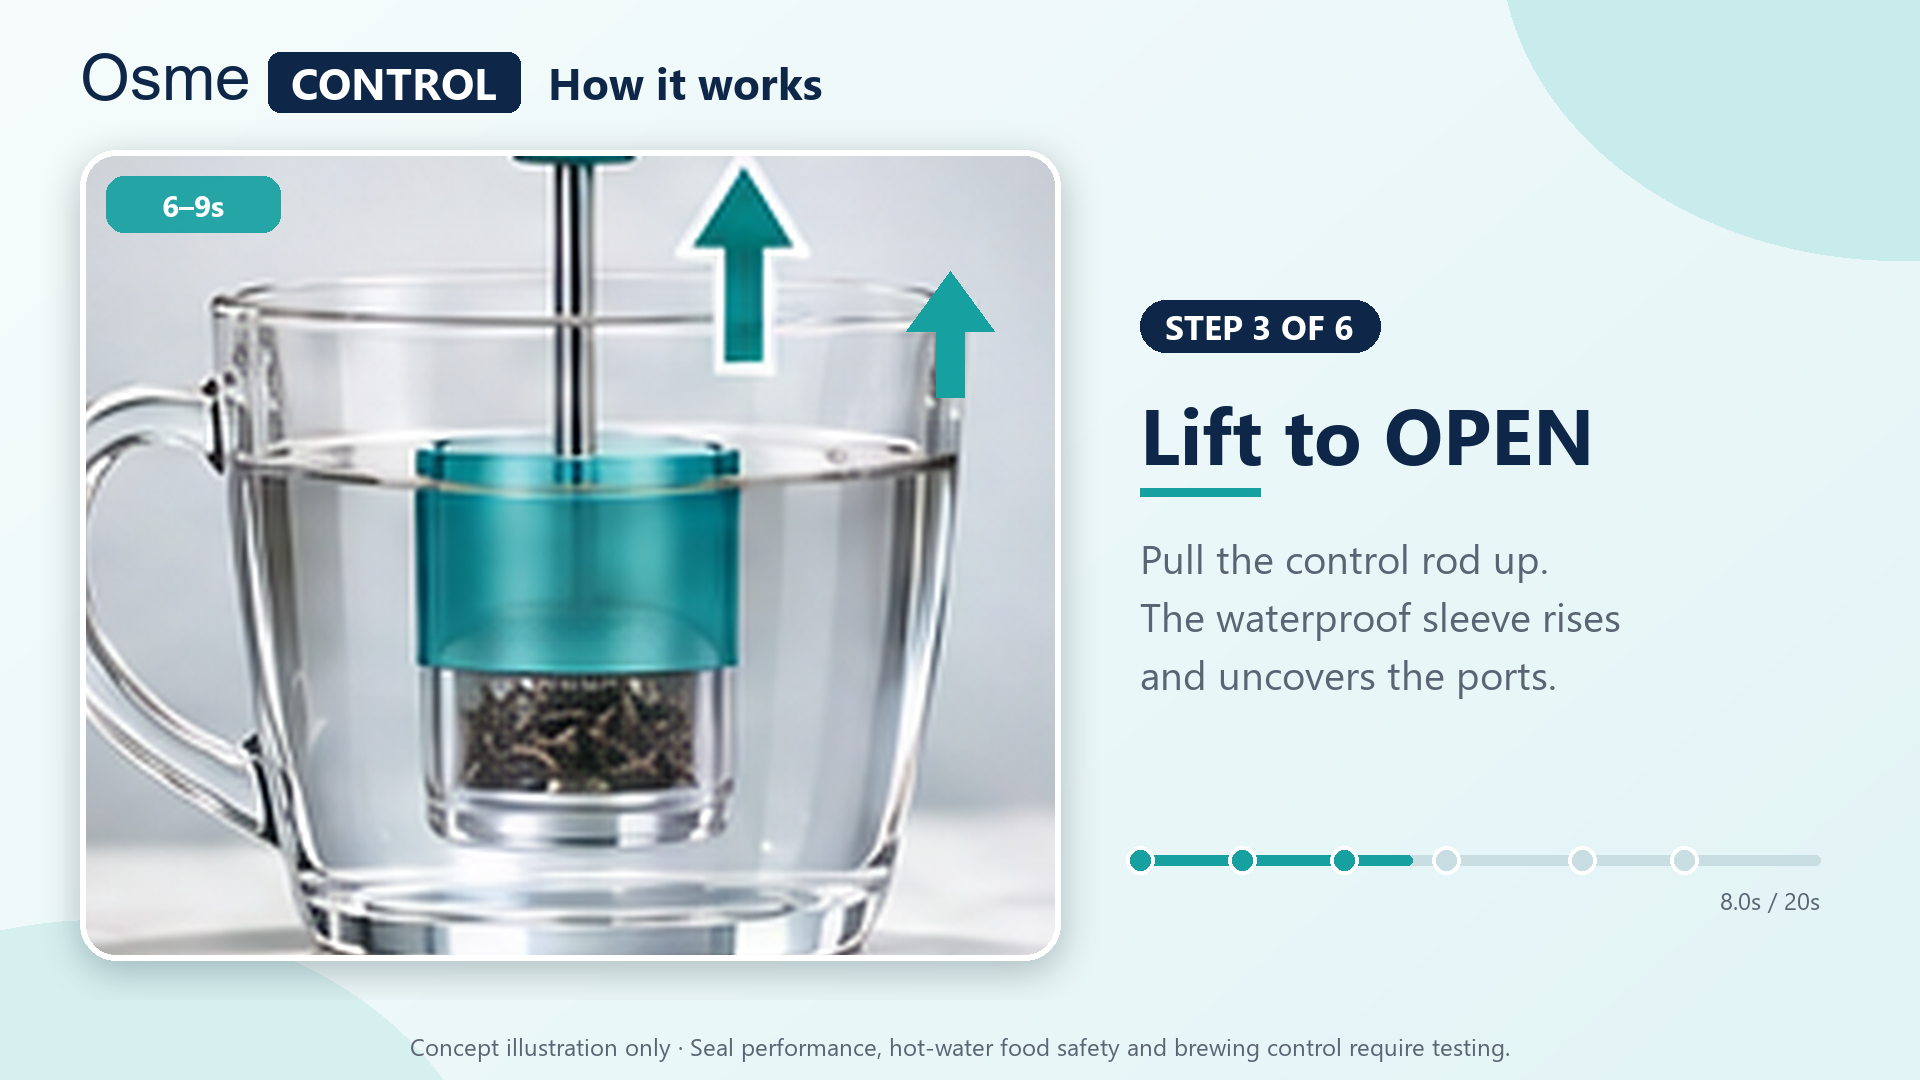 Osme CONTROL How it works
6–9s
STEP 3 OF 6
Lift to OPEN
Pull the control rod up.
The waterproof sleeve rises
and uncovers the ports.
8.0s / 20s
Concept illustration only · Seal performance, hot-water food safety and brewing control require testing.